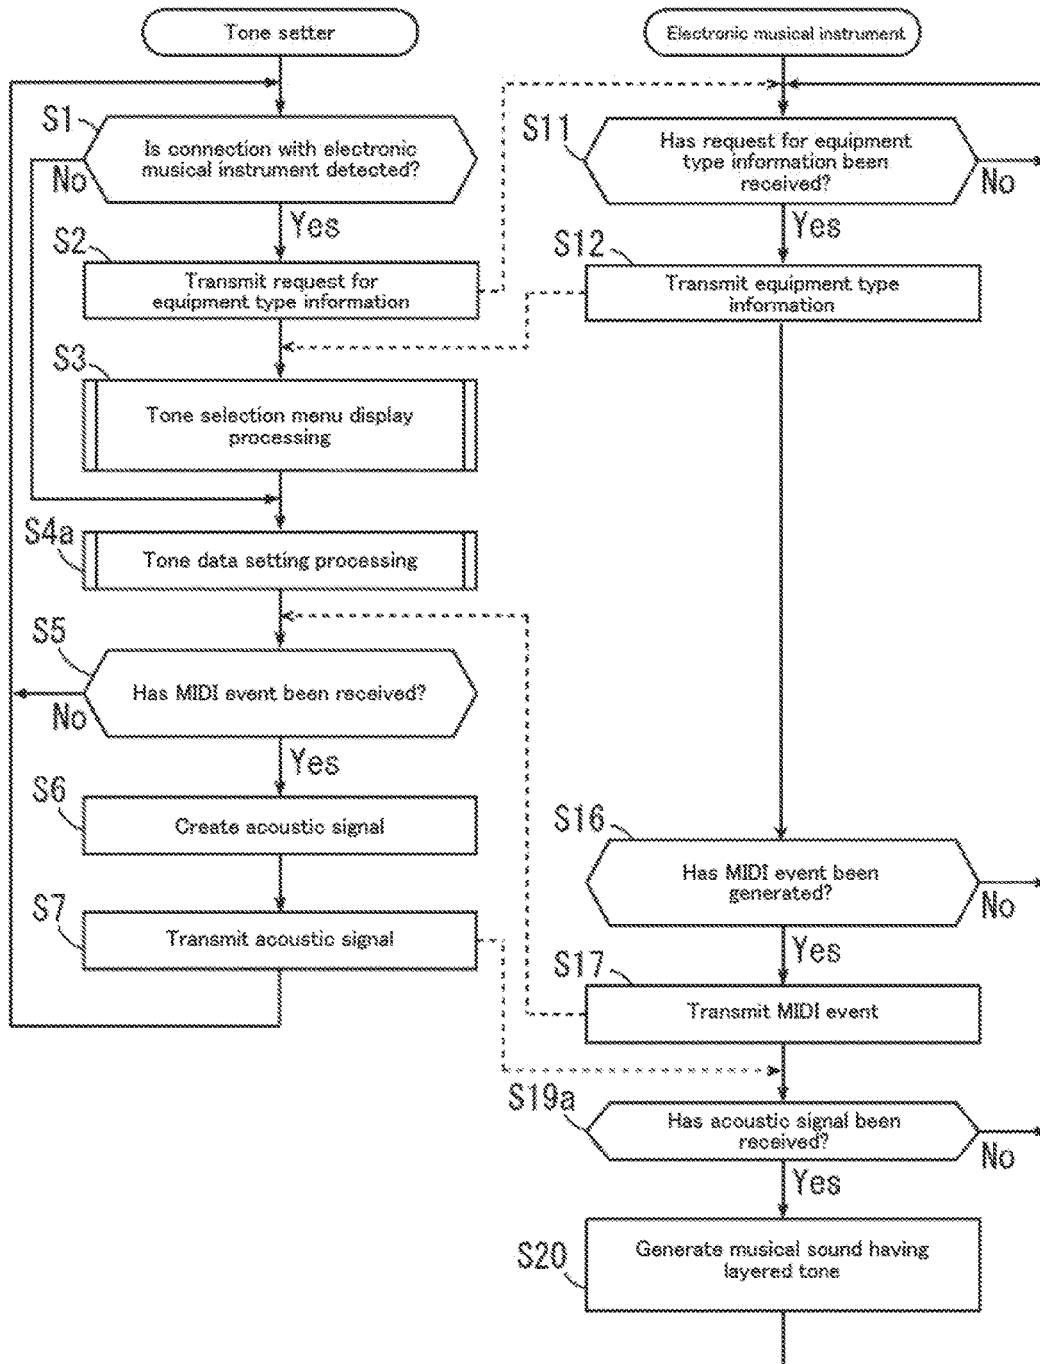 Tone setter
S1
Is connection with electronic
musical instrument detected?
No
Yes
S2
Transmit request for
equipment type information
S3
Tone selection menu display
processing
S4a
Tone data setting processing
S5
Has MIDI event been received?
No
Yes
S6
Create acoustic signal
S7
Transmit acoustic signal
Electronic musical instrument
S11
Has request for equipment
type information been
received?
No
Yes
S12
Transmit equipment type
information
S16
Has MIDI event been
generated?
No
Yes
S17
Transmit MIDI event
S19a
Has acoustic signal been
received?
No
Yes
S20
Generate musical sound having
layered tone